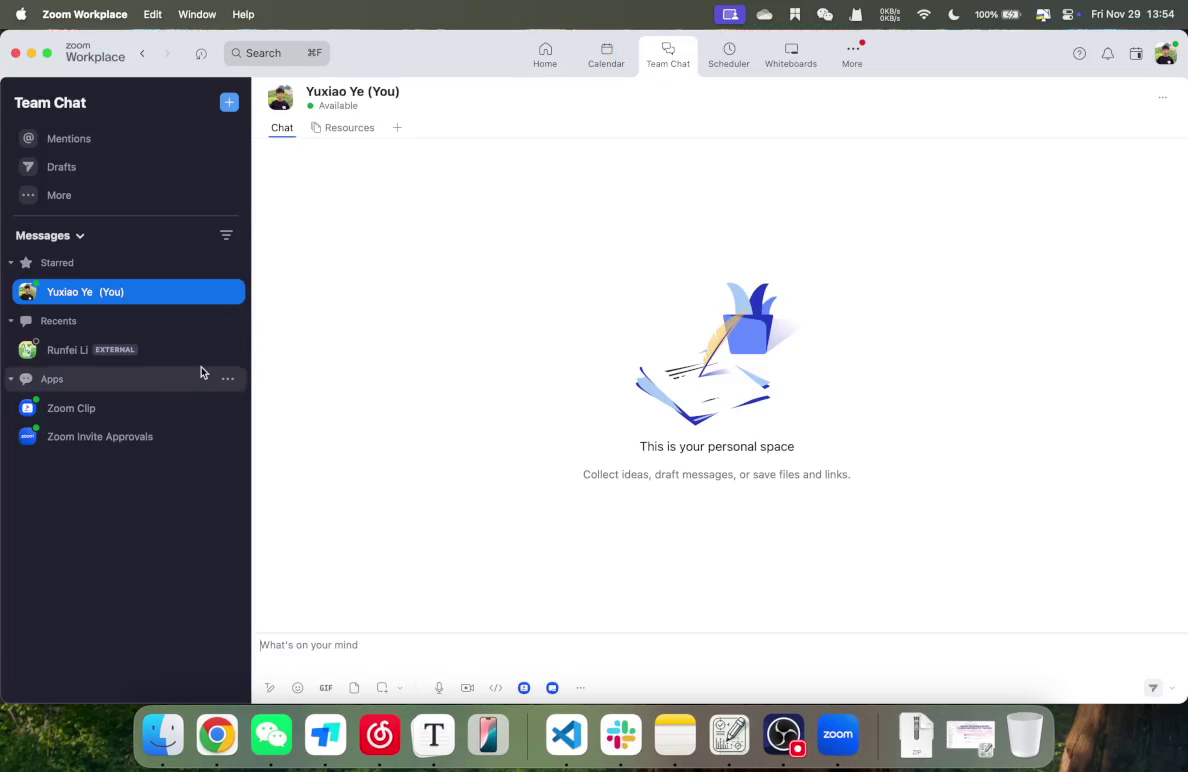 Edit Window Help
0KB/s
0KB/s
100%
Fri Nov 29 13:54
zoom
Workplace
Search ⌘F
Home
Calendar
Team Chat
Scheduler
Whiteboards
More
Team Chat
Mentions
Drafts
More
Messages
Starred
Yuxiao Ye (You)
Recents
Runfei Li EXTERNAL
Apps
Zoom Clip
Zoom Invite Approvals
Yuxiao Ye (You)
Available
Chat
Resources
This is your personal space
Collect ideas, draft messages, or save files and links.
What's on your mind
GIF
T
zoom
ZIP